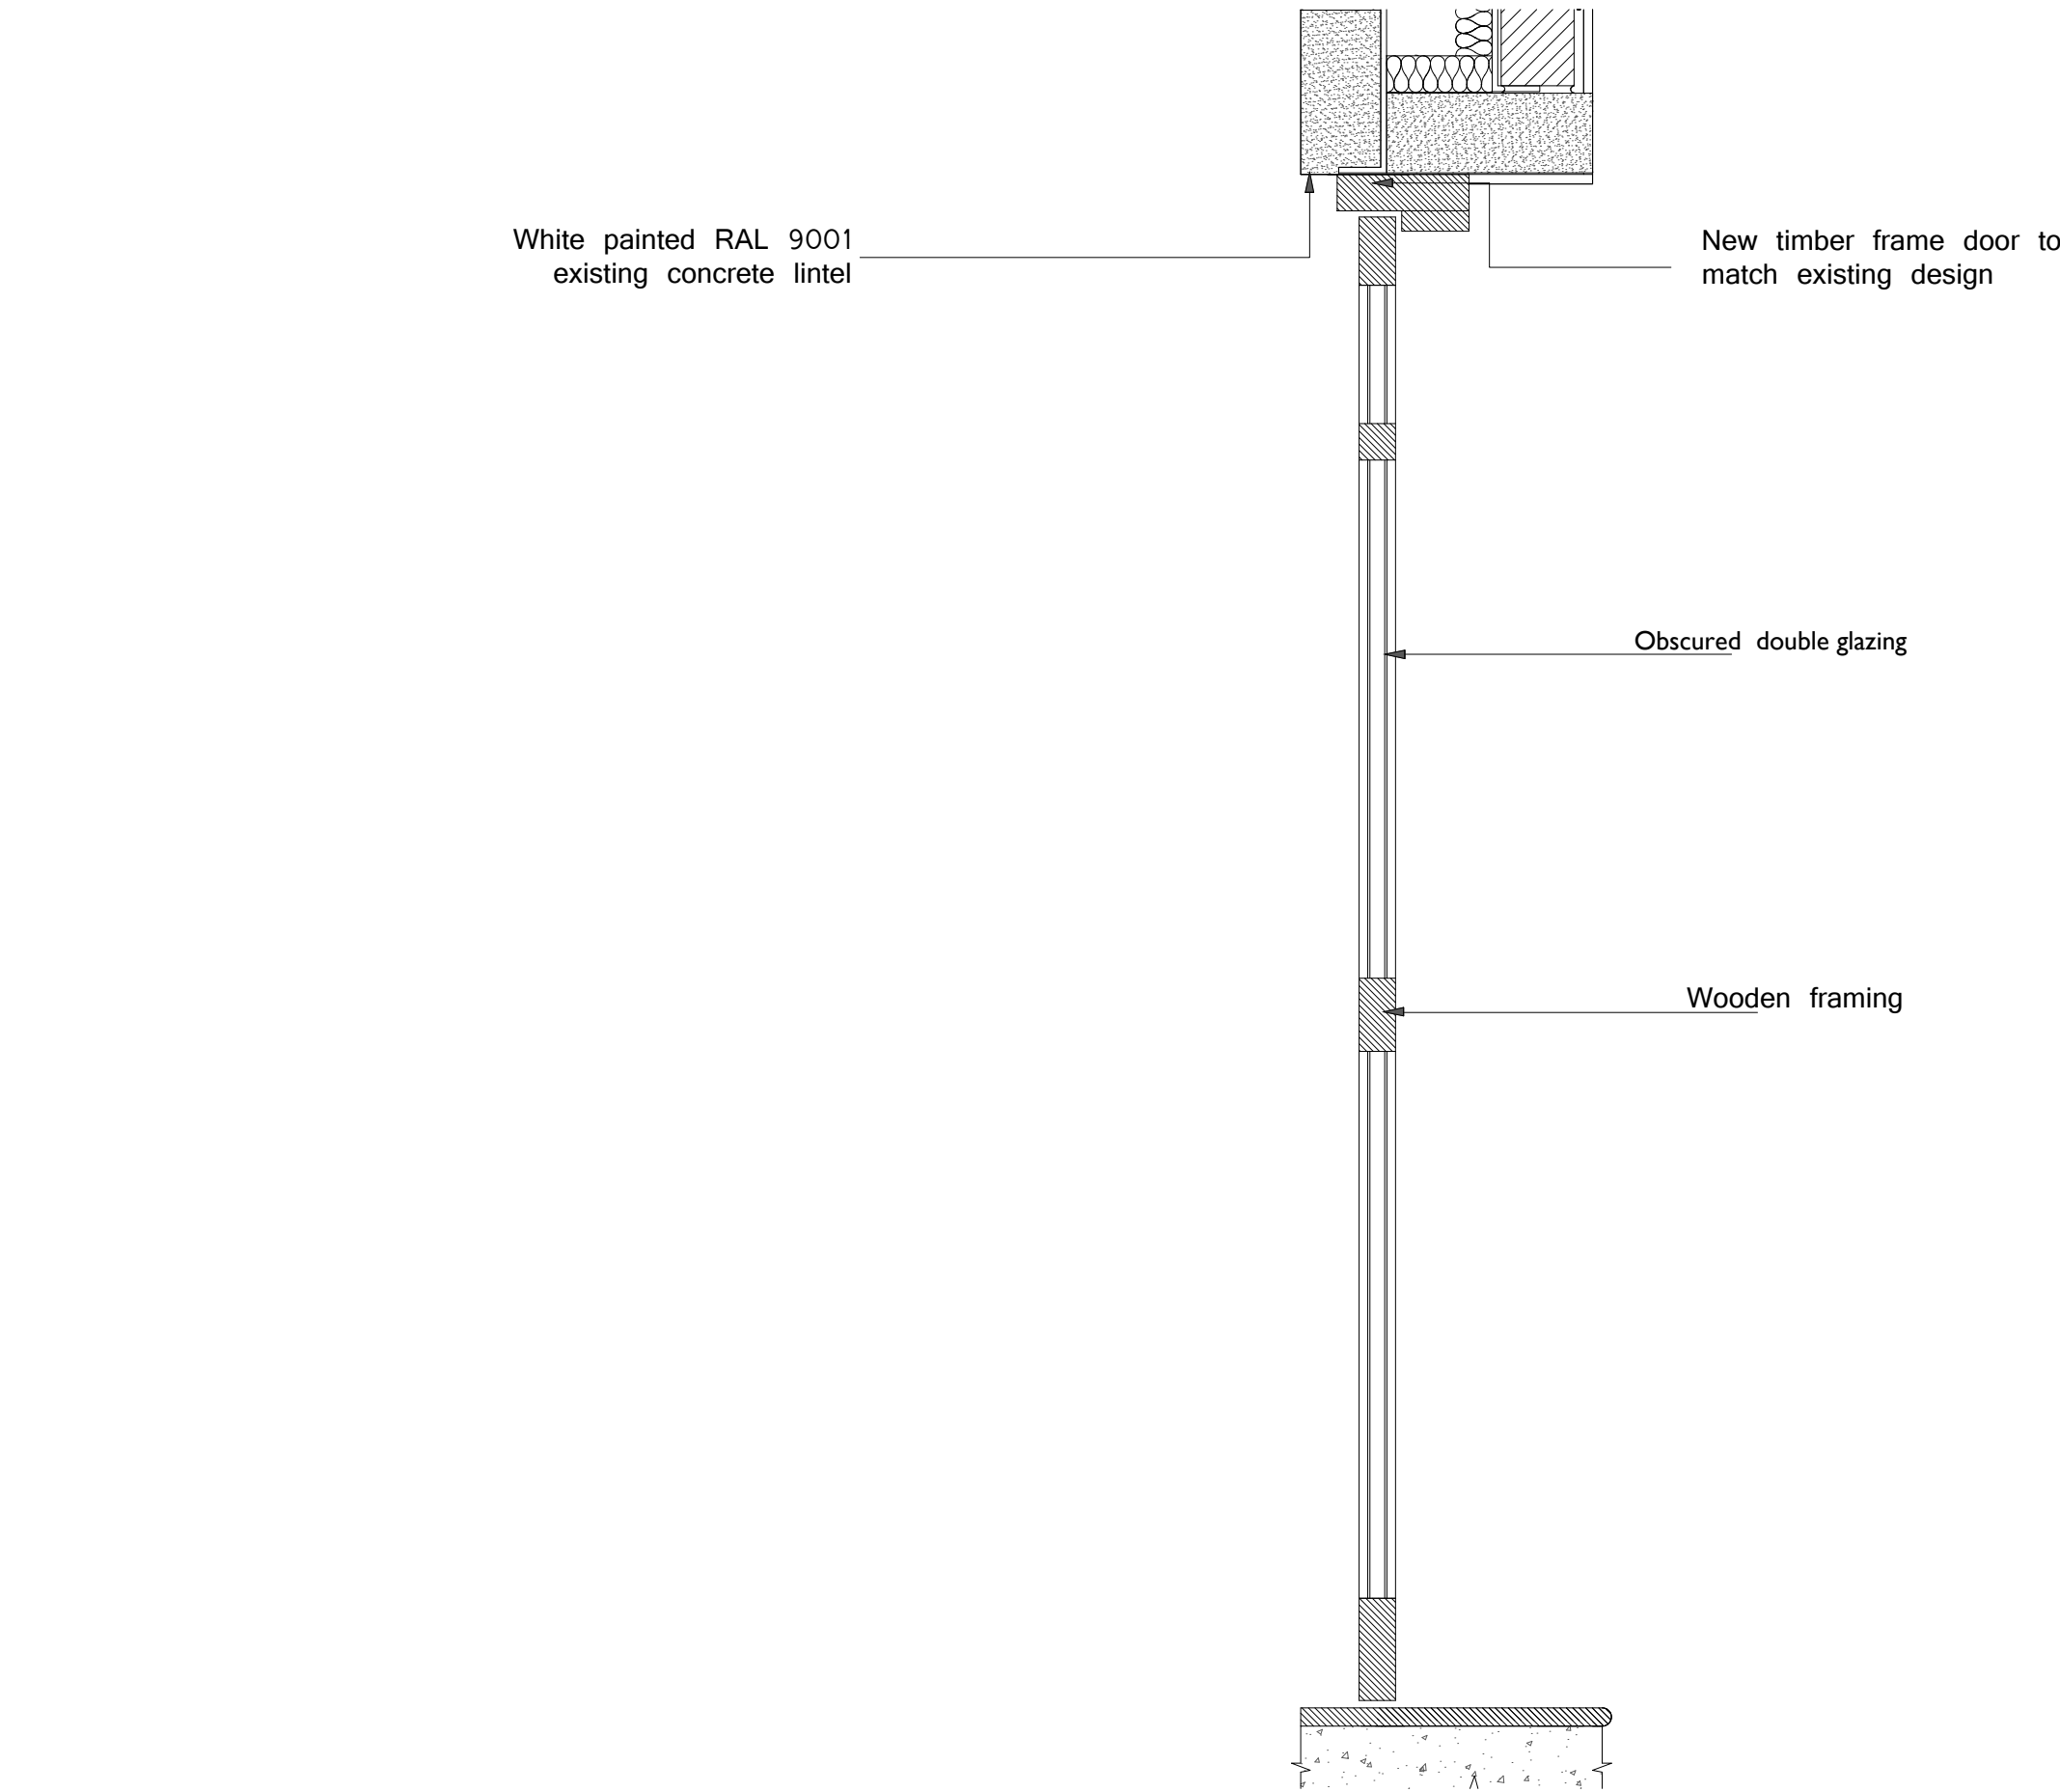 White painted RAL 9001
existing concrete lintel
New timber frame door to
match existing design
Obscured double glazing
Wooden framing